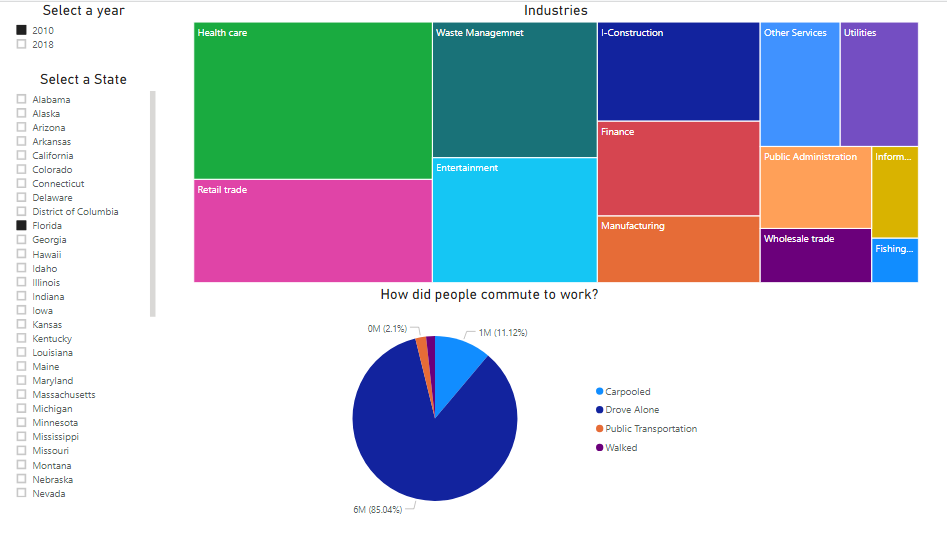 Select a year
2010
2018
Select a State
Alabama
Alaska
Arizona
Arkansas
California
Colorado
Connecticut
Delaware
District of Columbia
Florida
Georgia
Hawaii
Idaho
Illinois
Indiana
Iowa
Kansas
Kentucky
Louisiana
Maine
Maryland
Massachusetts
Michigan
Minnesota
Mississippi
Missouri
Montana
Nebraska
Nevada
Industries
Health care
Retail trade
Waste Managemnet
Entertainment
I-Construction
Finance
Manufacturing
Other Services
Utilities
Public Administration
Inform...
Wholesale trade
Fishing...
How did people commute to work?
0M (2.1%)
1M (11.12%)
6M (85.04%)
Carpooled
Drove Alone
Public Transportation
Walked